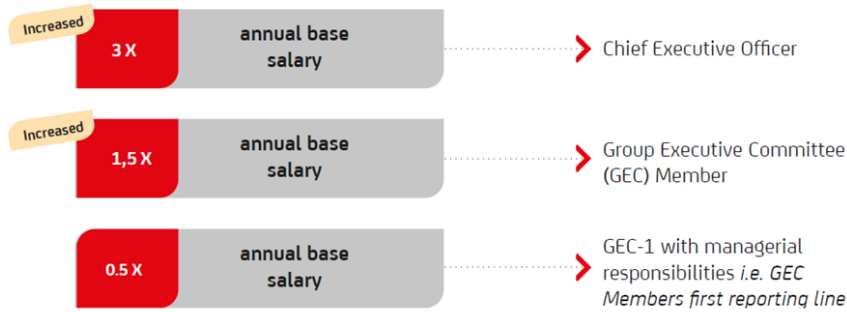 Increased
3 X
annual base
salary
Chief Executive Officer
Increased
1,5 X
annual base
salary
Group Executive Committee
(GEC) Member
0.5 X
annual base
salary
GEC-1 with managerial
responsibilities i.e. GEC
Members first reporting line